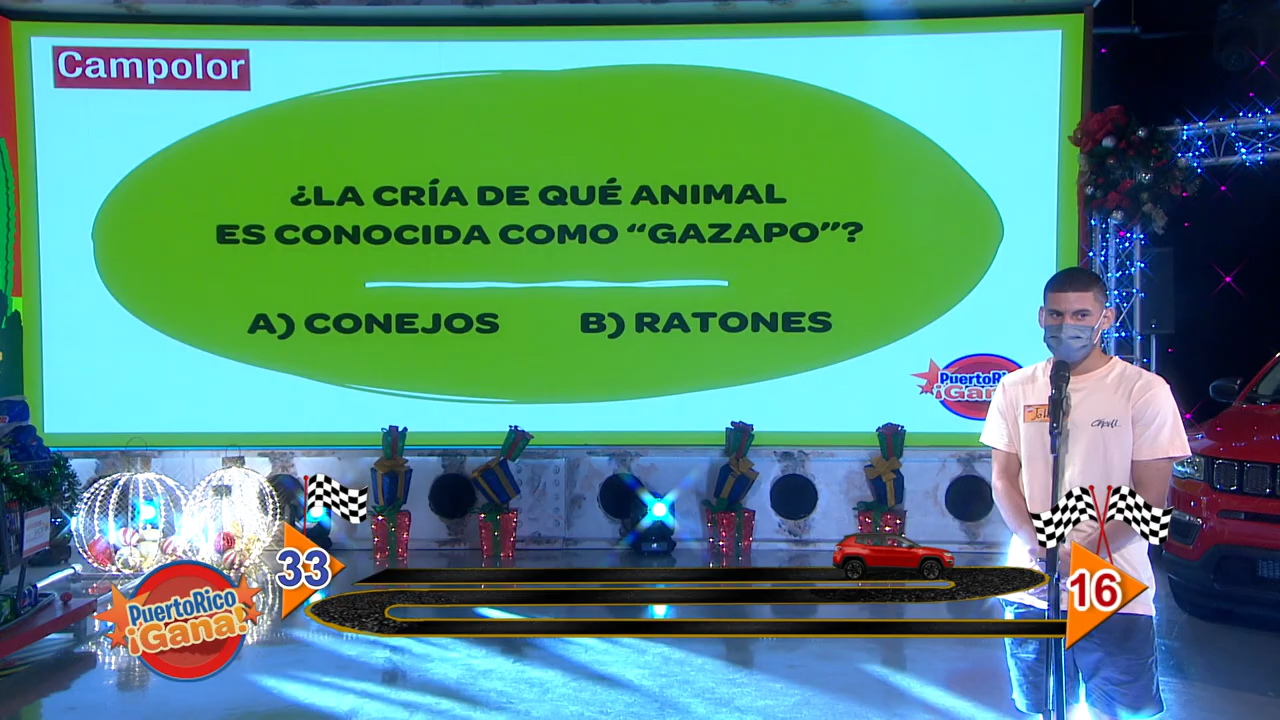 Campolor
¿LA CRÍA DE QUÉ ANIMAL
ES CONOCIDA COMO “GAZAPO”?
A) CONEJOS
B) RATONES
PuertoRico
¡Gana!
33
16